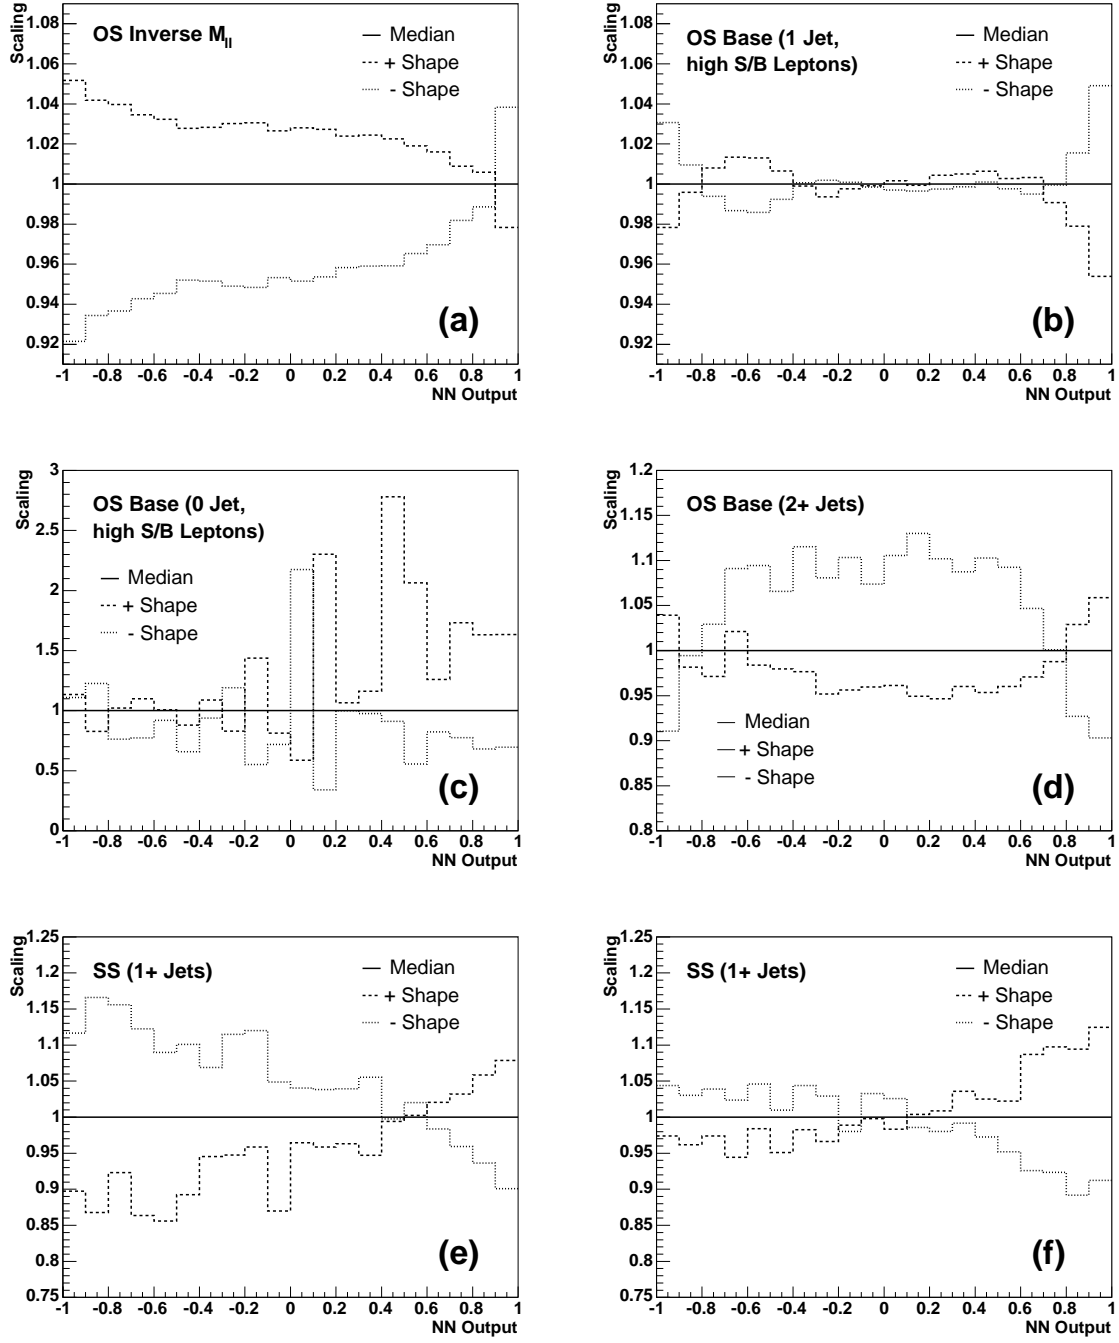 Scaling
1.08
1.06
1.04
1.02
1
0.98
0.96
0.94
0.92
OS Inverse M_ll
Median
+ Shape
- Shape
(a)
-1 -0.8 -0.6 -0.4 -0.2 0 0.2 0.4 0.6 0.8 1
NN Output
Scaling
1.08
1.06
1.04
1.02
1
0.98
0.96
0.94
0.92
OS Base (1 Jet,
high S/B Leptons)
Median
+ Shape
- Shape
(b)
-1 -0.8 -0.6 -0.4 -0.2 0 0.2 0.4 0.6 0.8 1
NN Output
Scaling
3
2.5
2
1.5
1
0.5
0
OS Base (0 Jet,
high S/B Leptons)
Median
+ Shape
- Shape
(c)
-1 -0.8 -0.6 -0.4 -0.2 0 0.2 0.4 0.6 0.8 1
NN Output
Scaling
1.2
1.15
1.1
1.05
1
0.95
0.9
0.85
0.8
OS Base (2+ Jets)
Median
+ Shape
- Shape
(d)
-1 -0.8 -0.6 -0.4 -0.2 0 0.2 0.4 0.6 0.8 1
NN Output
Scaling
1.25
1.2
1.15
1.1
1.05
1
0.95
0.9
0.85
0.8
0.75
SS (1+ Jets)
Median
+ Shape
- Shape
(e)
-1 -0.8 -0.6 -0.4 -0.2 0 0.2 0.4 0.6 0.8 1
NN Output
Scaling
1.25
1.2
1.15
1.1
1.05
1
0.95
0.9
0.85
0.8
0.75
SS (1+ Jets)
Median
+ Shape
- Shape
(f)
-1 -0.8 -0.6 -0.4 -0.2 0 0.2 0.4 0.6 0.8 1
NN Output